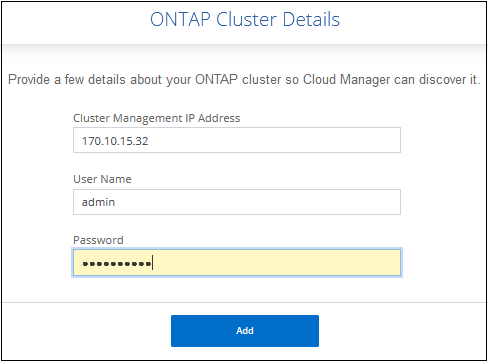 ONTAP Cluster Details
Provide a few details about your ONTAP cluster so Cloud Manager can discover it.
Cluster Management IP Address
170.10.15.32
User Name
admin
Password
••••••••••
Add